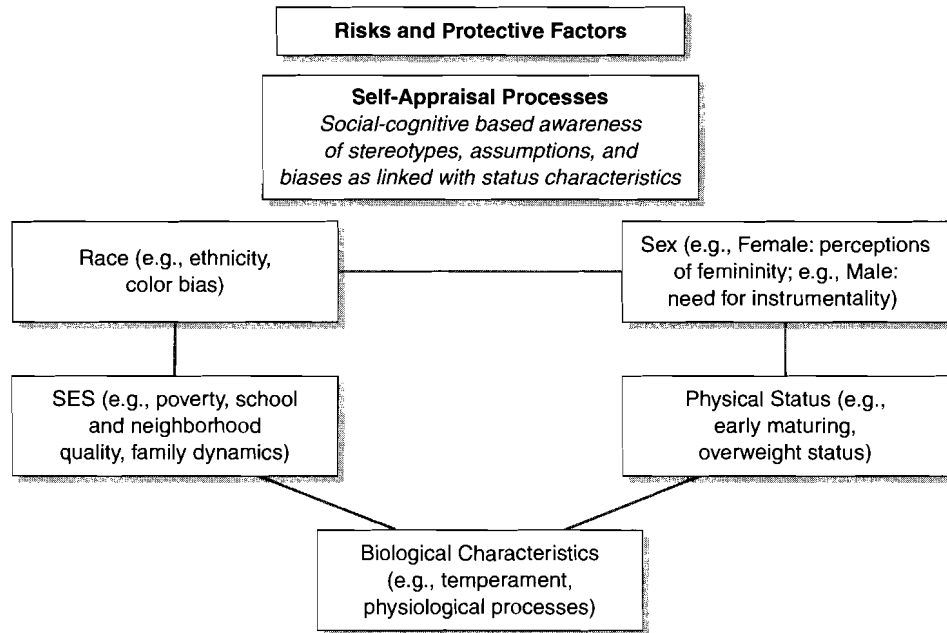 Risks and Protective Factors
Self-Appraisal Processes
Social-cognitive based awareness
of stereotypes, assumptions, and
biases as linked with status characteristics
Race (e.g., ethnicity,
color bias)
Sex (e.g., Female: perceptions
of femininity; e.g., Male:
need for instrumentality)
SES (e.g., poverty, school
and neighborhood
quality, family dynamics)
Physical Status (e.g.,
early maturing,
overweight status)
Biological Characteristics
(e.g., temperament,
physiological processes)